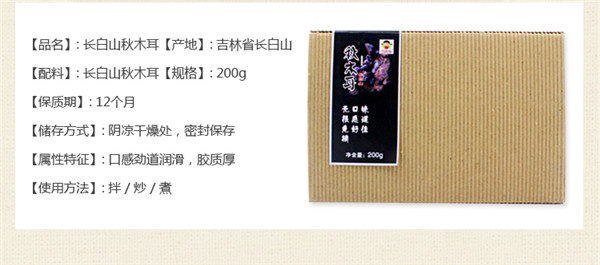 【品名】: 长白山秋木耳【产地】: 吉林省长白山
【配料】: 长白山秋木耳【规格】: 200g
【保质期】: 12个月
【储存方式】: 阴凉干燥处，密封保存
【属性特征】: 口感劲道润滑，胶质厚
【使用方法】: 拌 / 炒 / 煮
秋木耳
味道佳
口感好
无根免摘
净含量: 200g